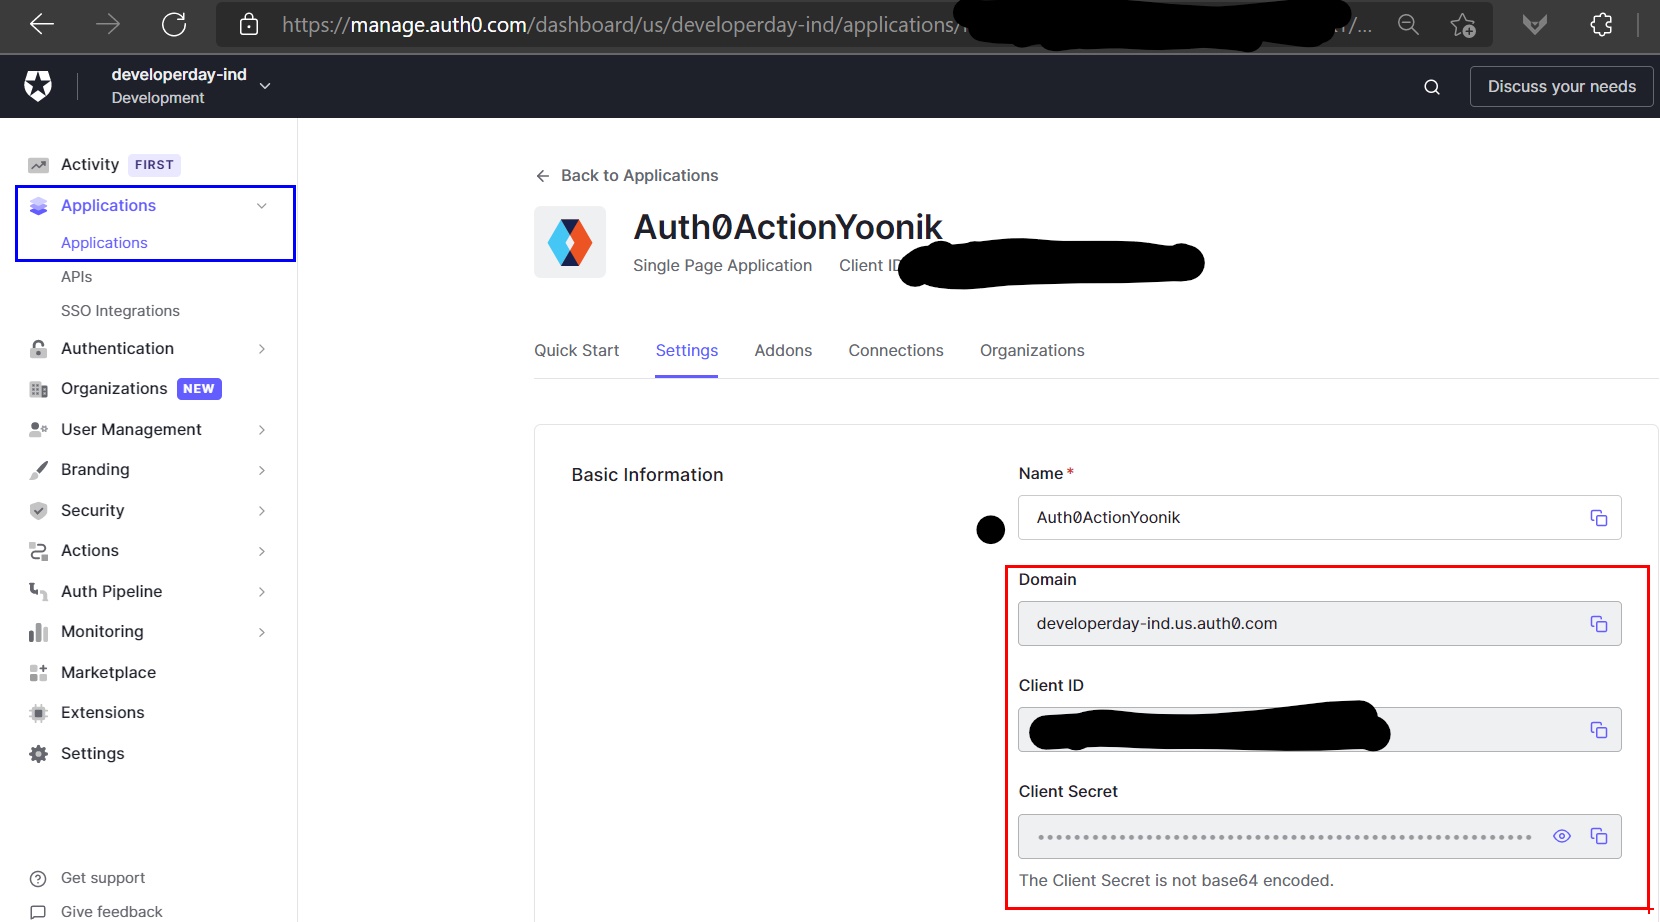 https://manage.auth0.com/dashboard/us/developerday-ind/applications/
/...
developerday-ind
Development
Discuss your needs
Activity FIRST
Applications
Applications
APIs
SSO Integrations
Authentication
Organizations NEW
User Management
Branding
Security
Actions
Auth Pipeline
Monitoring
Marketplace
Extensions
Settings
Get support
Give feedback
Back to Applications
Auth0ActionYoonik
Single Page Application Client ID
Quick Start Settings Addons Connections Organizations
Basic Information
Name *
Auth0ActionYoonik
Domain
developerday-ind.us.auth0.com
Client ID
Client Secret
The Client Secret is not base64 encoded.